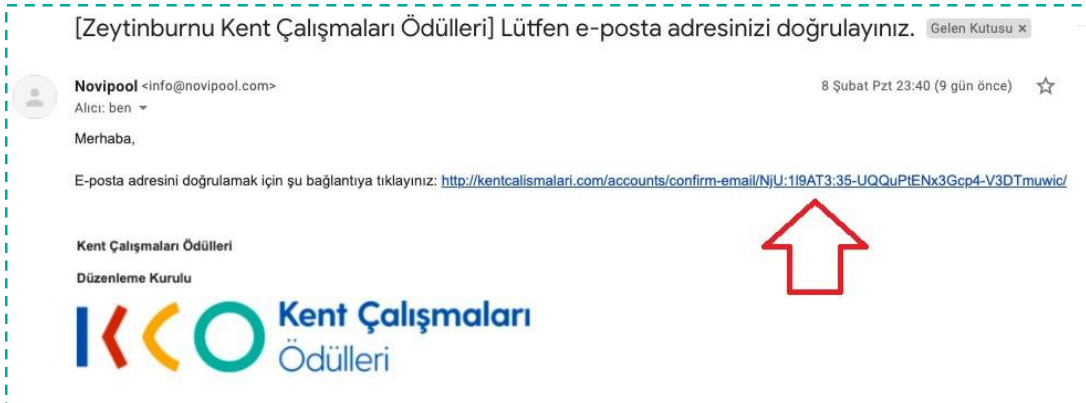 [Zeytinburnu Kent Çalışmaları Ödülleri] Lütfen e-posta adresinizi doğrulayınız. Gelen Kutusu ×
Novipool <info@novipool.com> 8 Şubat Pzt 23:40 (9 gün önce)
Alıcı: ben
Merhaba,
E-posta adresini doğrulamak için şu bağlantıya tıklayınız: http://kentcalismalari.com/accounts/confirm-email/NjU:1l9AT3:35-UQQuPtENx3Gcp4-V3DTmuwic/
Kent Çalışmaları Ödülleri
Düzenleme Kurulu
KCO Kent Çalışmaları
Ödülleri